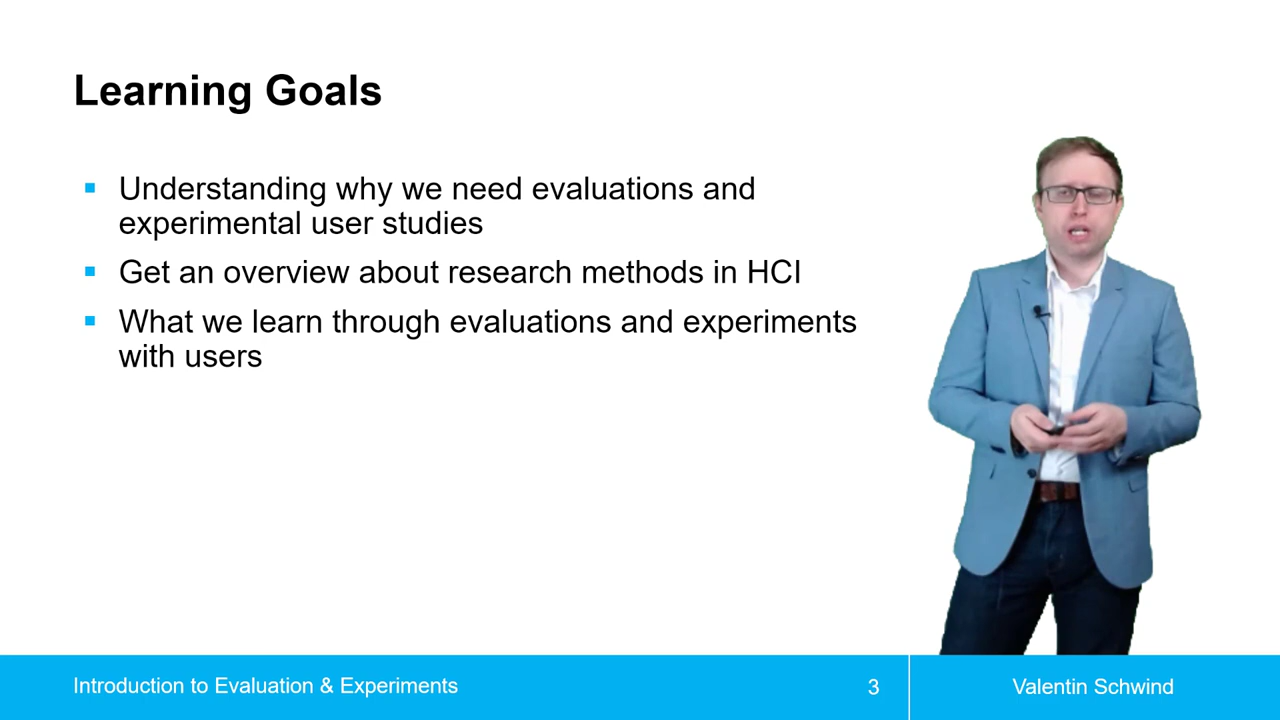 Learning Goals
Understanding why we need evaluations and
experimental user studies
Get an overview about research methods in HCI
What we learn through evaluations and experiments
with users
Introduction to Evaluation & Experiments
3
Valentin Schwind